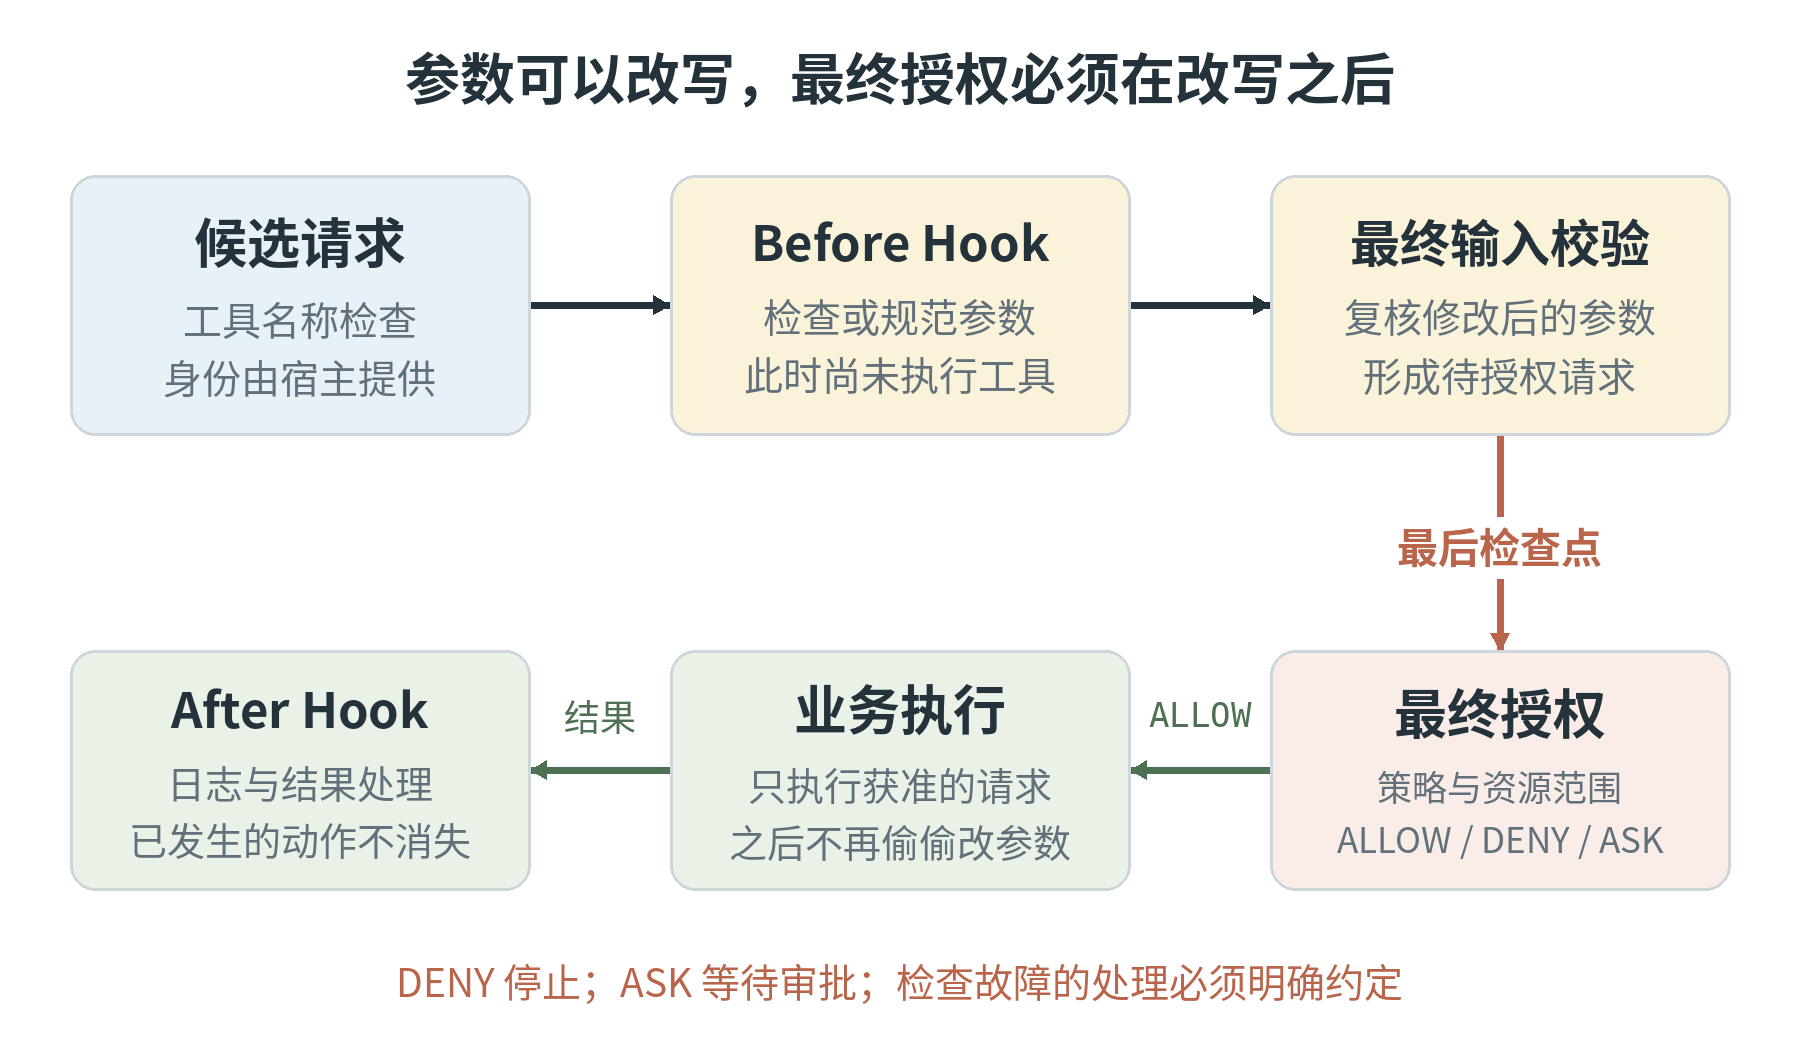 参数可以改写，最终授权必须在改写之后
候选请求
工具名称检查
身份由宿主提供
Before Hook
检查或规范参数
此时尚未执行工具
最终输入校验
复核修改后的参数
形成待授权请求
最后检查点
最终授权
策略与资源范围
ALLOW / DENY / ASK
ALLOW
业务执行
只执行获准的请求
之后不再偷偷改参数
结果
After Hook
日志与结果处理
已发生的动作不消失
DENY 停止；ASK 等待审批；检查故障的处理必须明确约定